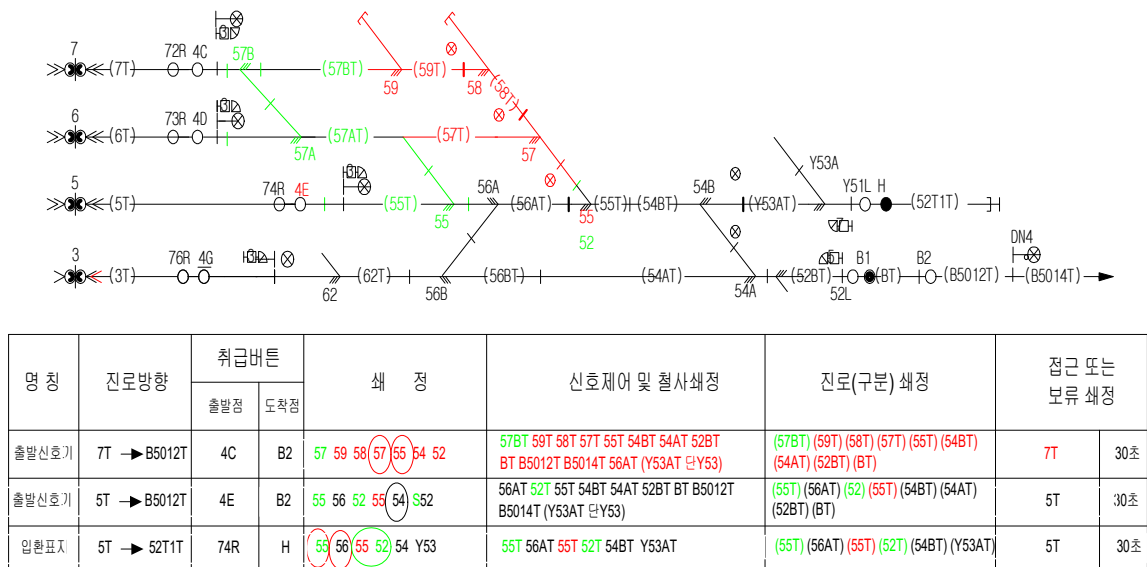 7
72R 4C
57B
(7T)
(57BT)
59
(59T)
58
(58T)
6
73R 4D
(6T)
57A
(57AT)
(57T)
57
5
74R 4E
(5T)
(55T)
55
56A
(56AT)
(55T)
55
52
(54BT)
54B
(Y53AT)
Y53A
Y51L H
(52T1T)
3
76R 4G
(3T)
62
(62T)
56B
(56BT)
(54AT)
54A
(52BT)
52L
B1
(BT)
B2
(B5012T)
DN4
(B5014T)
명 칭 진로방향 취급버튼 쇄 정 신호제어 및 철사쇄정 진로(구분) 쇄정 접근 또는
보류 쇄정
출발점 도착점
출발신호기 7T → B5012T 4C B2 57 59 58 57 55 54 52 57BT 59T 58T 57T 55T 54BT 54AT 52BT
BT B5012T B5014T 56AT (Y53AT 단Y53)
(57BT) (59T) (58T) (57T) (55T) (54BT)
(54AT) (52BT) (BT)
7T 30초
출발신호기 5T → B5012T 4E B2 55 56 52 55 54 S52 56AT 52T 55T 54BT 54AT 52BT BT B5012T
B5014T (Y53AT 단Y53)
(55T) (56AT) (52) (55T) (54BT) (54AT)
(52BT) (BT)
5T 30초
입환표지 5T → 52T1T 74R H 55 56 55 52 54 Y53 55T 56AT 55T 52T 54BT Y53AT (55T) (56AT) (55T) (52T) (54BT) (Y53AT) 5T 30초